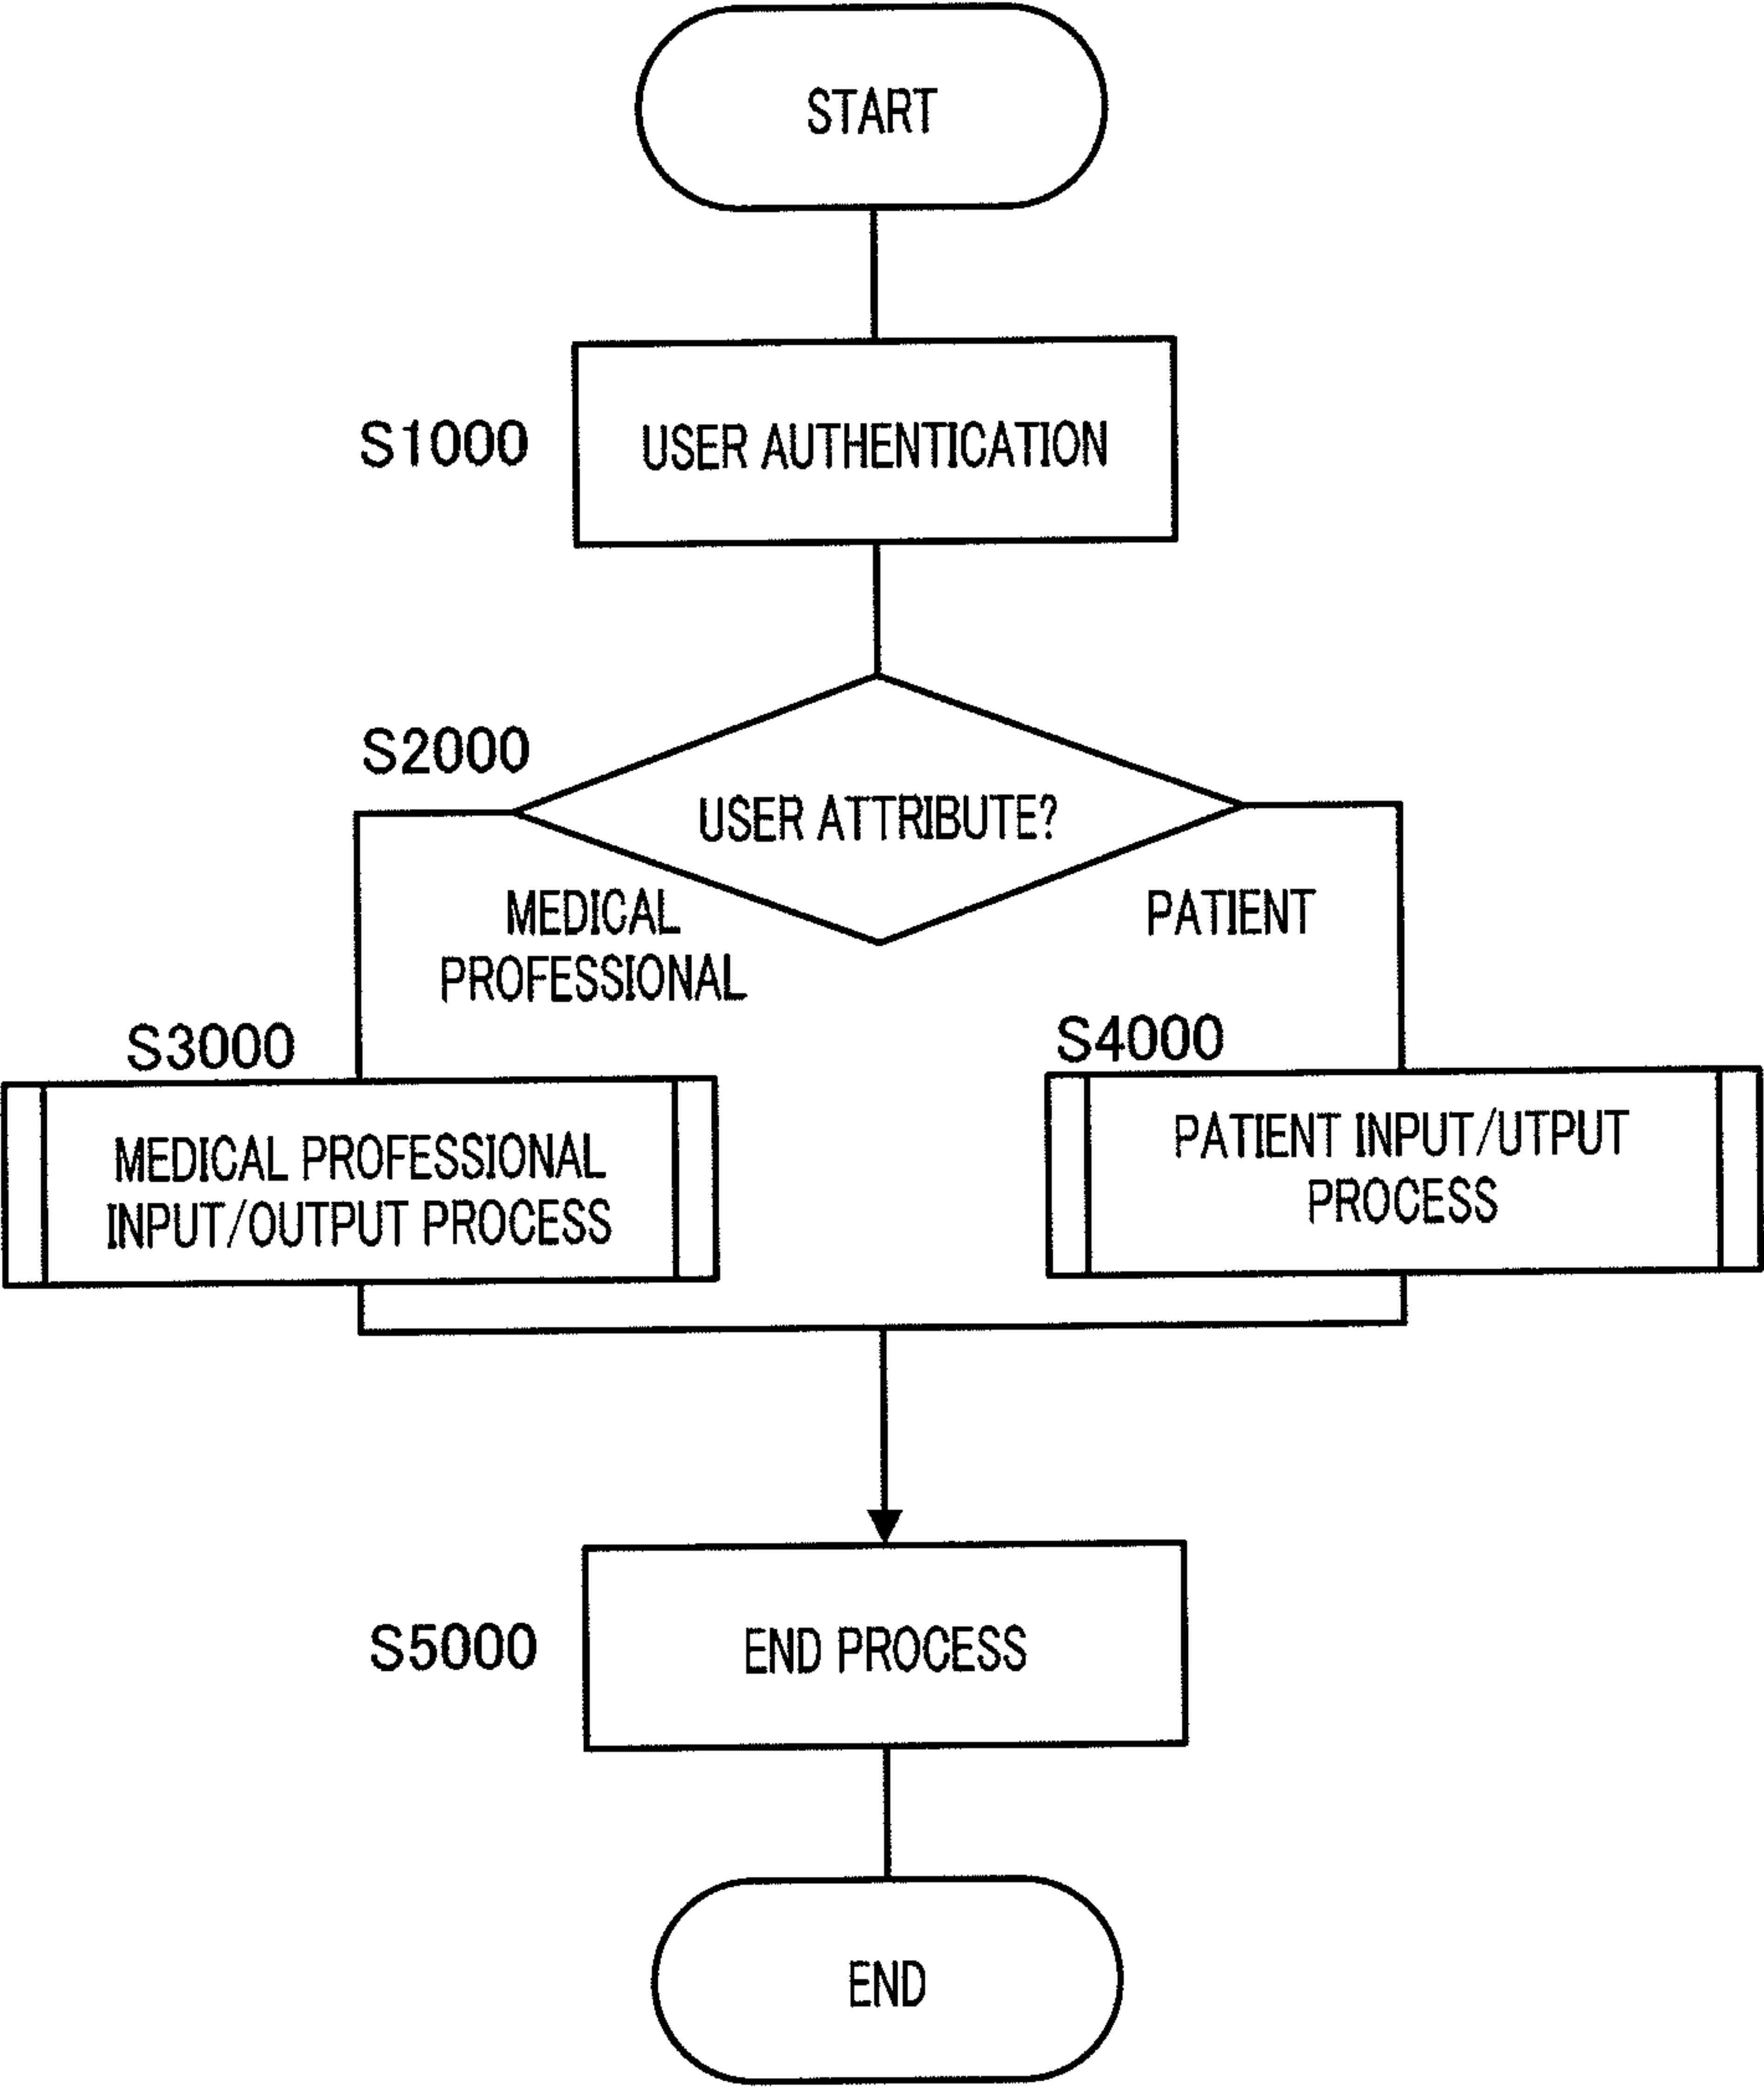 START
S1000
USER AUTHENTICATION
S2000
USER ATTRIBUTE?
MEDICAL
PROFESSIONAL
PATIENT
S3000
MEDICAL PROFESSIONAL
INPUT/OUTPUT PROCESS
S4000
PATIENT INPUT/UTPUT
PROCESS
S5000
END PROCESS
END